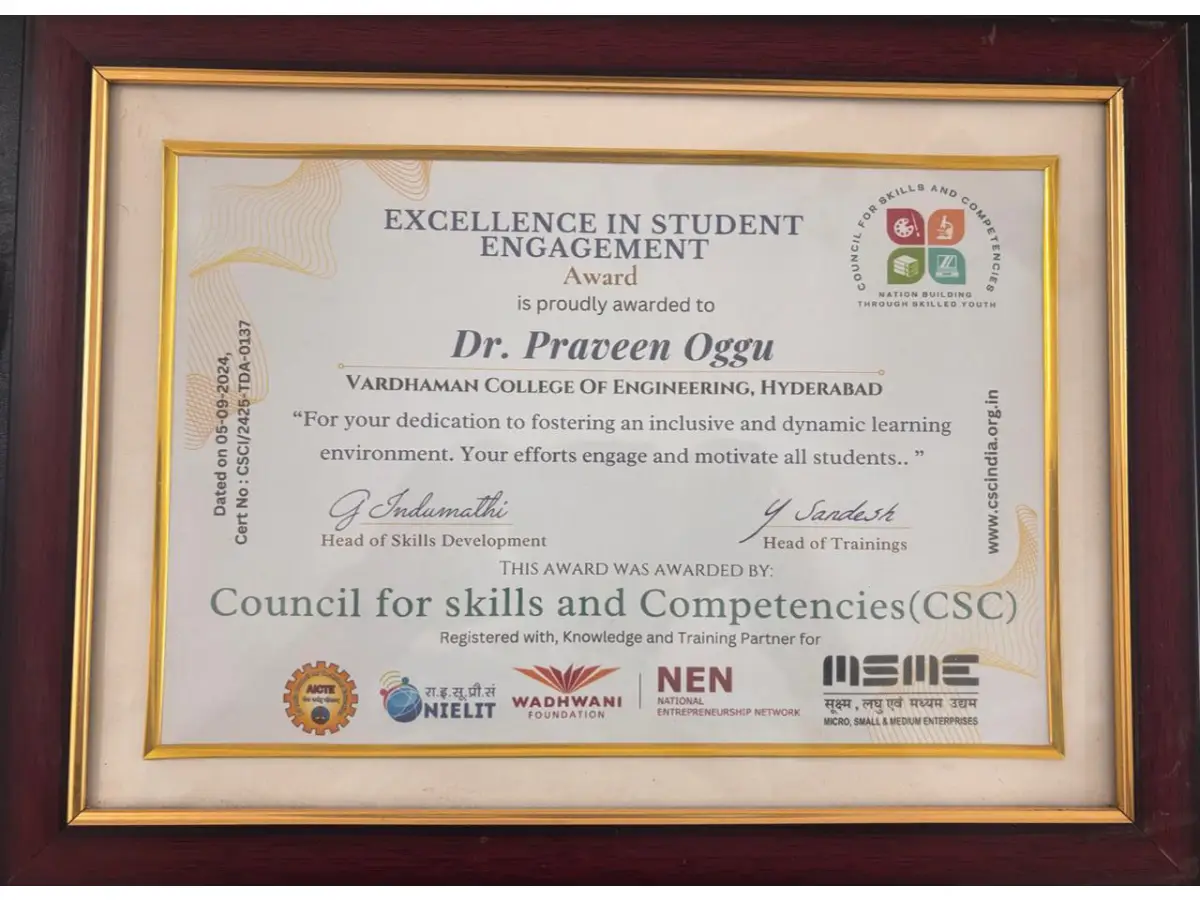 COUNCIL FOR SKILLS AND COMPETENCIES
NATION BUILDING
THROUGH SKILLED YOUTH
EXCELLENCE IN STUDENT
ENGAGEMENT
Award
is proudly awarded to
Dr. Praveen Oggu
VARDHAMAN COLLEGE OF ENGINEERING, HYDERABAD
“For your dedication to fostering an inclusive and dynamic learning
environment. Your efforts engage and motivate all students.. ”
Dated on 05-09-2024,
Cert No : CSCI/2425-TDA-0137
www.cscindia.org.in
G Indumathi
Head of Skills Development
Y Sandesh
Head of Trainings
THIS AWARD WAS AWARDED BY:
Council for skills and Competencies(CSC)
Registered with, Knowledge and Training Partner for
AICTE
रा.इ.सू.प्रौ.सं
NIELIT
WADHWANI
FOUNDATION
NEN
NATIONAL
ENTREPRENEURSHIP NETWORK
MSME
सूक्ष्म , लघु एवं मध्यम उद्यम
MICRO, SMALL & MEDIUM ENTERPRISES